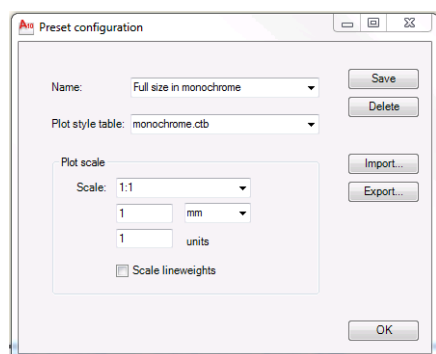 Preset configuration
Name: Full size in monochrome
Save
Delete
Plot style table: monochrome.ctb
Plot scale
Import...
Scale: 1:1
Export...
1 mm
1 units
Scale lineweights
OK